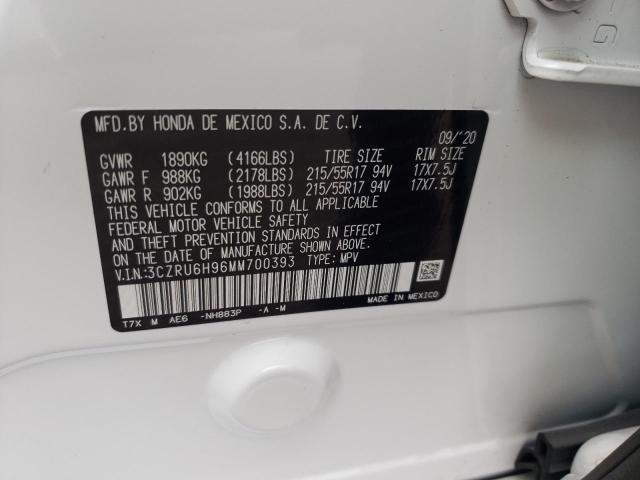 MFD.BY HONDA DE MEXICO S.A. DE C.V.
09/'20
GVWR 1890KG (4166LBS) TIRE SIZE RIM SIZE
GAWR F 988KG (2178LBS) 215/55R17 94V 17X7.5J
GAWR R 902KG (1988LBS) 215/55R17 94V 17X7.5J
THIS VEHICLE CONFORMS TO ALL APPLICABLE
FEDERAL MOTOR VEHICLE SAFETY
AND THEFT PREVENTION STANDARDS IN EFFECT
ON THE DATE OF MANUFACTURE SHOWN ABOVE.
V.I.N:3CZRU6H96MM700393 TYPE: MPV
MADE IN MEXICO
T7X M AE6 -NH883P -A -M